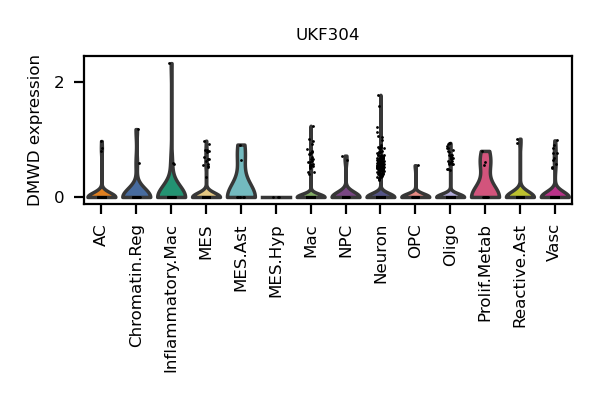 UKF304
DMWD expression
2
0
AC
Chromatin.Reg
Inflammatory.Mac
MES
MES.Ast
MES.Hyp
Mac
NPC
Neuron
OPC
Oligo
Prolif.Metab
Reactive.Ast
Vasc